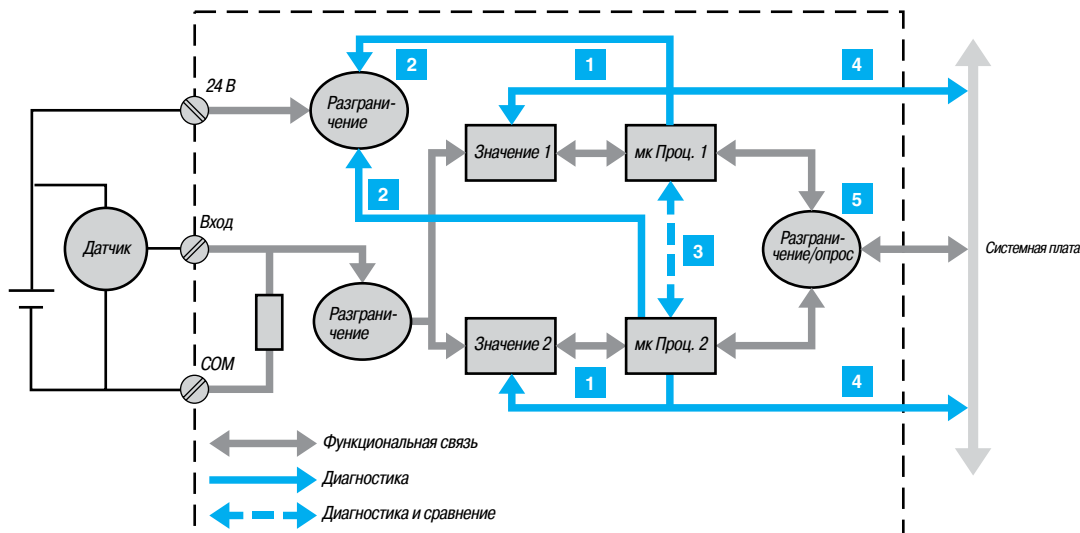 2
1
4
24 В
Разграни-
чение
Значение 1
мк Проц. 1
2
5
Вход
Датчик
3
Разграни-
чение/опрос
Системная плата
Разграни-
чение
СОМ
Значение 2
мк Проц. 2
1
4
Функциональная связь
Диагностика
Диагностика и сравнение